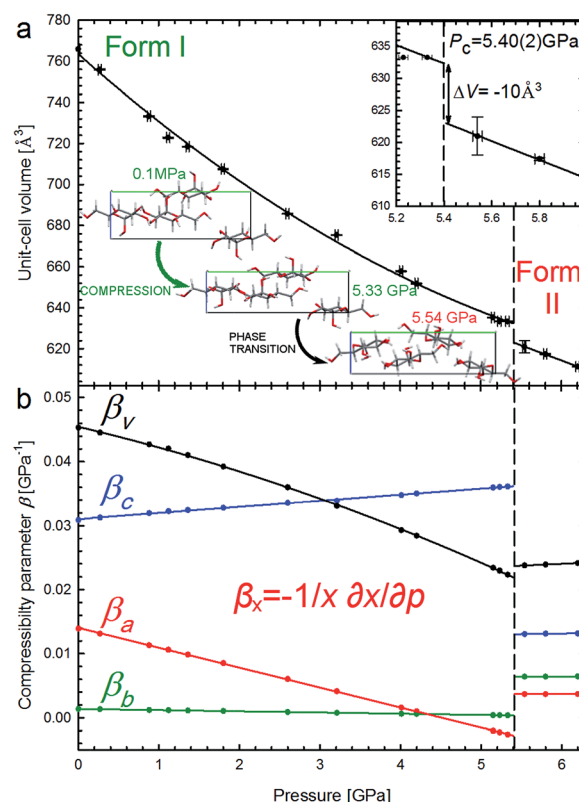 a
Form I
P_c=5.40(2)GPa
ΔV= -10Å³
635
630
625
620
615
610
5.2 5.4 5.6 5.8
780
760
740
720
700
680
660
640
620
Unit-cell volume [Å³]
0.1MPa
COMPRESSION
5.33 GPa
PHASE
TRANSITION
5.54 GPa
Form
II
b
0.05
0.04
0.03
0.02
0.01
0.00
Compressibilty parameter β [GPa⁻¹]
β_v
β_c
β_x=-1/x ∂x/∂p
β_a
β_b
0 1 2 3 4 5 6
Pressure [GPa]